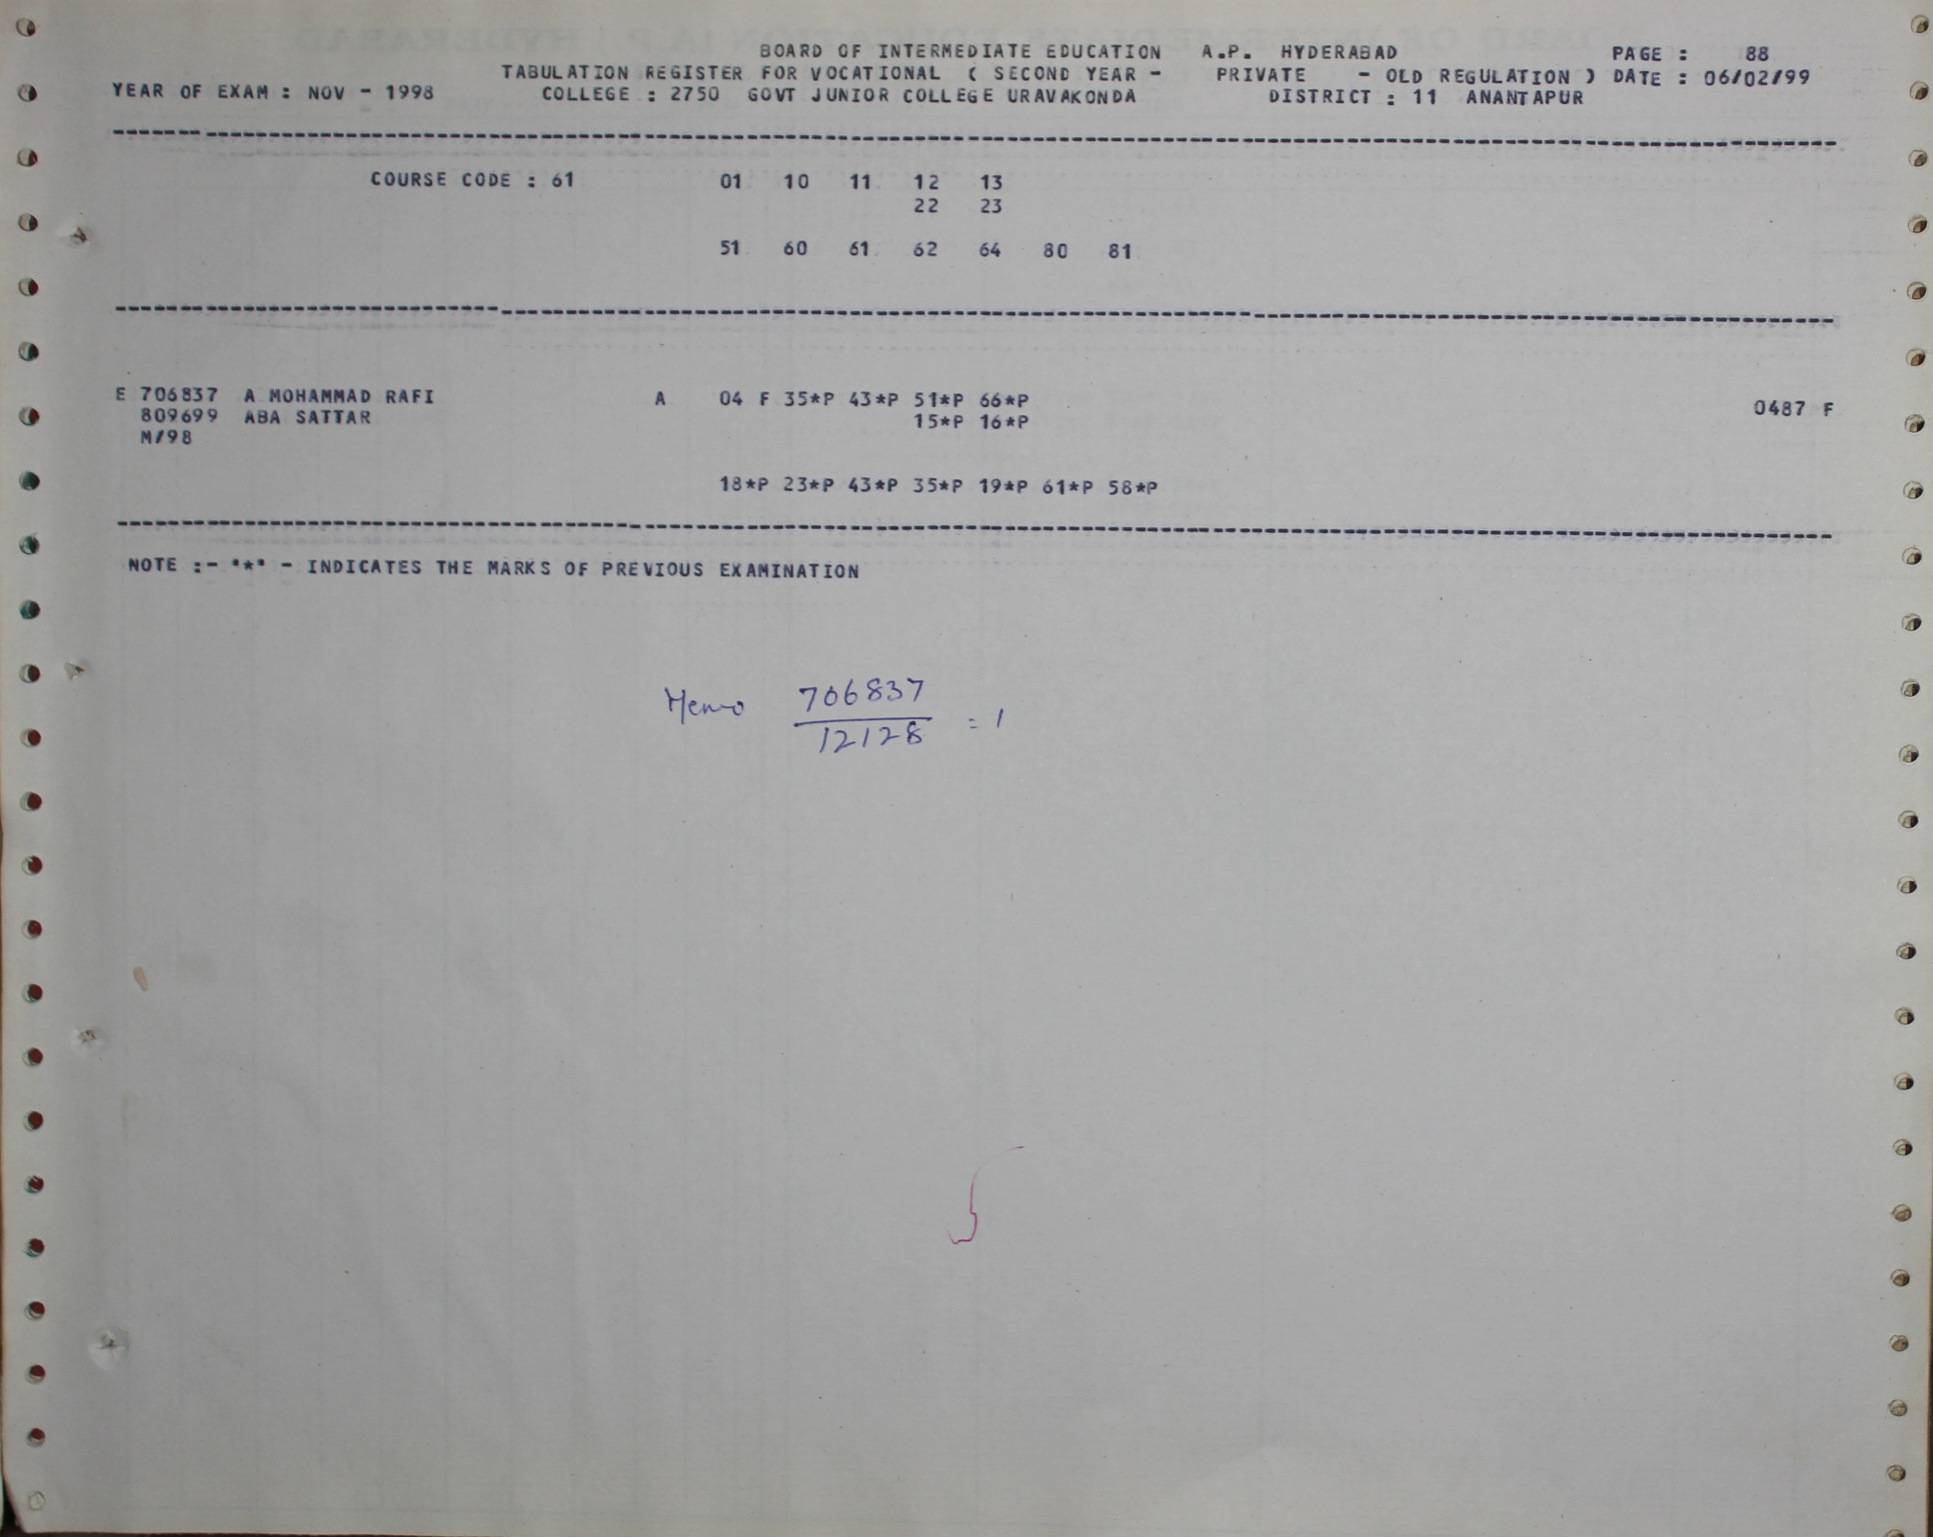 BOARD OF INTERMEDIATE EDUCATION A.P. HYDERABAD PAGE : 88
TABULATION REGISTER FOR VOCATIONAL ( SECOND YEAR - PRIVATE - OLD REGULATION ) DATE : 06/02/99
YEAR OF EXAM : NOV - 1998 COLLEGE : 2750 GOVT JUNIOR COLLEGE URAVAKONDA DISTRICT : 11 ANANTAPUR
COURSE CODE : 61 01 10 11 12 13
22 23
51 60 61 62 64 80 81
E 706837 A MOHAMMAD RAFI A 04 F 35*P 43*P 51*P 66*P 0487 F
809699 ABA SATTAR 15*P 16*P
M/98
18*P 23*P 43*P 35*P 19*P 61*P 58*P
NOTE :- "*" - INDICATES THE MARKS OF PREVIOUS EXAMINATION
Memo 706837
12128 = 1